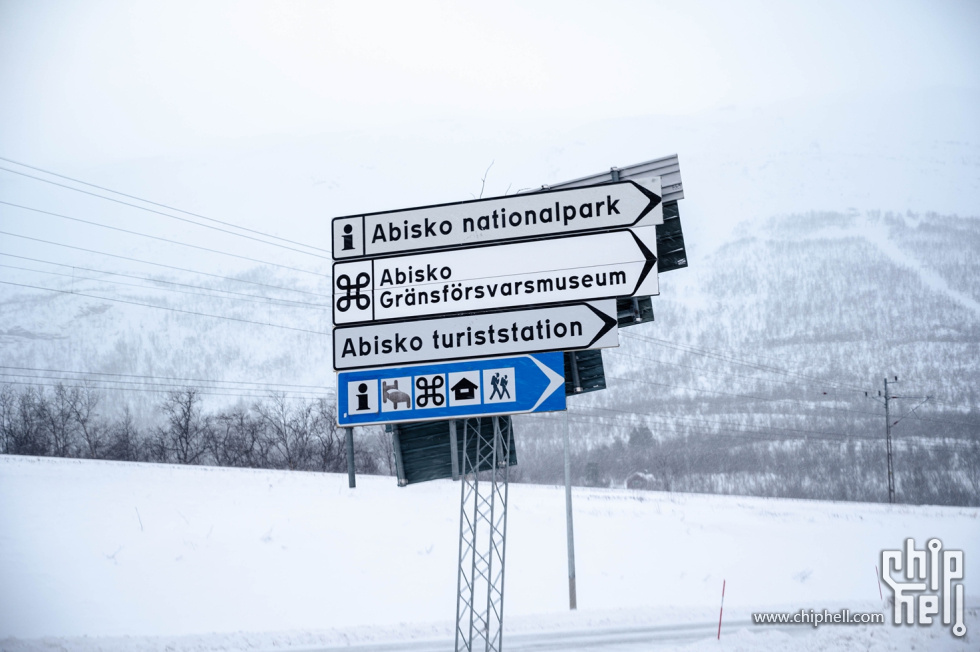 Abisko nationalpark
Abisko
Gränsförsvarsmuseum
Abisko turiststation
chip
hell
www.chiphell.com